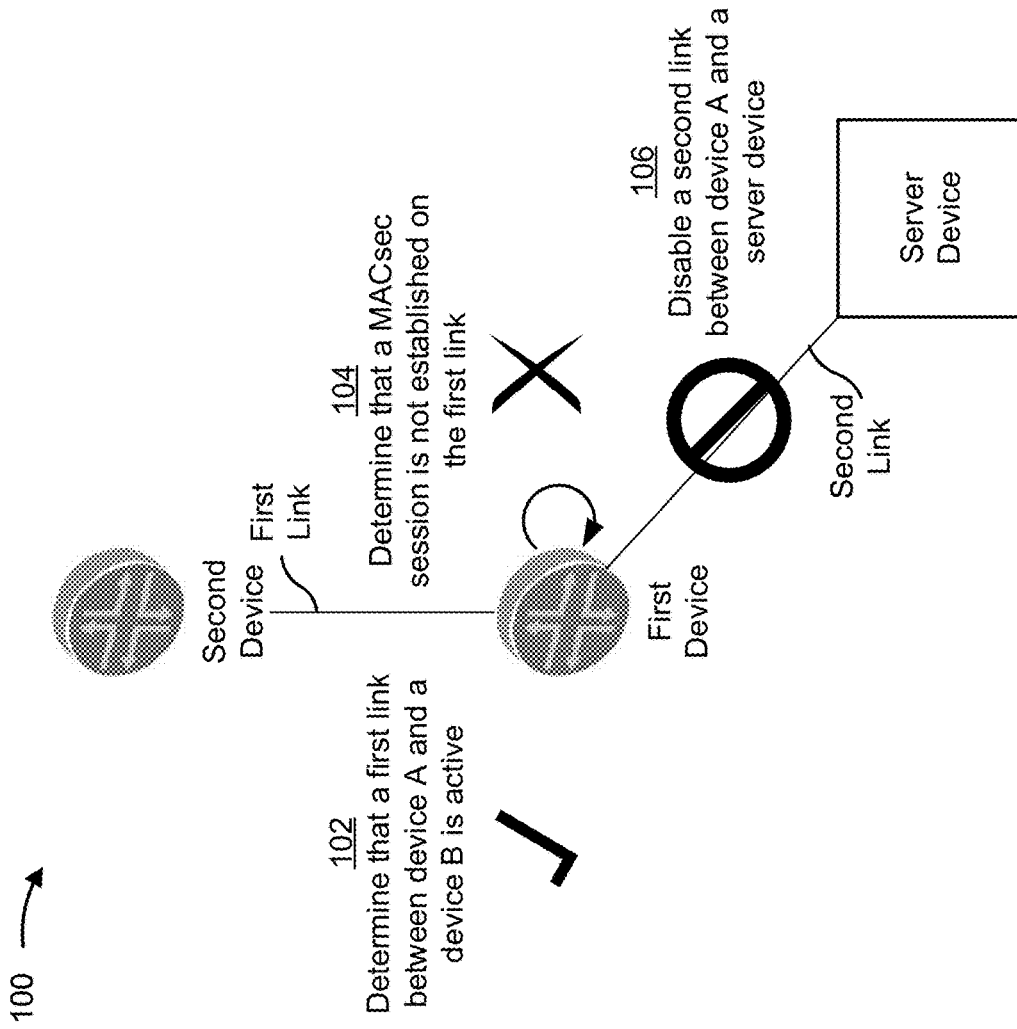 100
102
Determine that a first link
between device A and a
device B is active
Second
Device
First
Link
104
Determine that a MACsec
session is not established on
the first link
First
Device
106
Disable a second link
between device A and a
server device
Second
Link
Server
Device